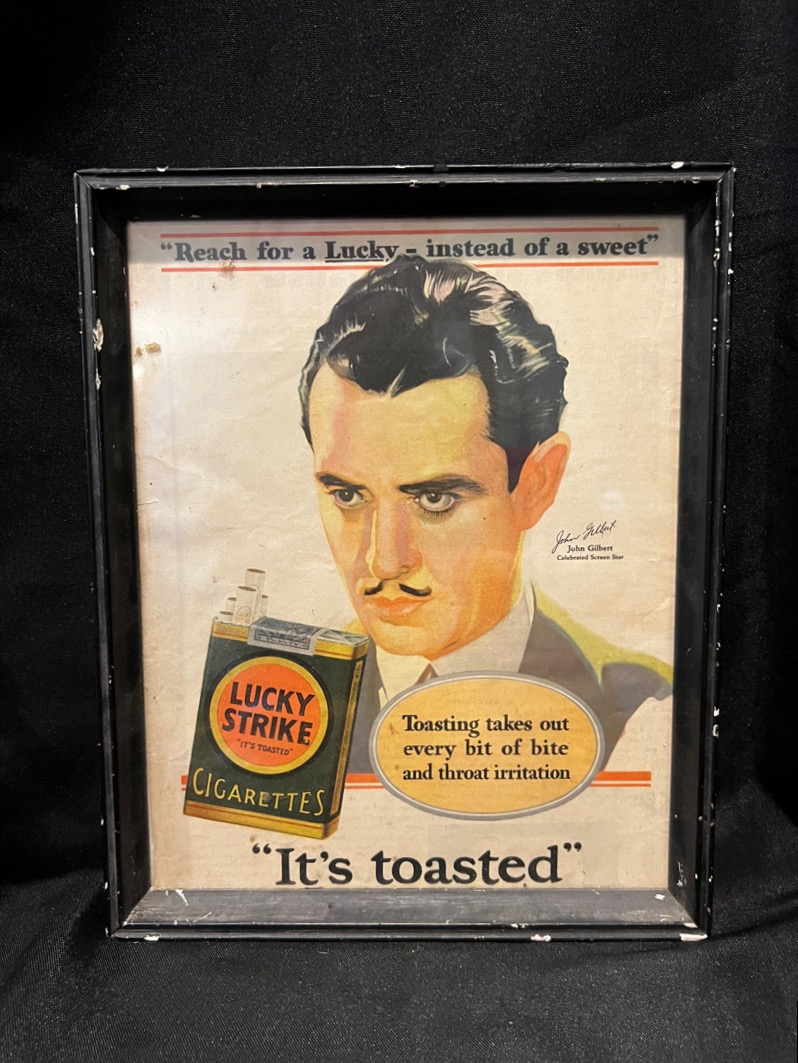 “Reach for a Lucky - instead of a sweet”
John Gilbert
John Gilbert
Celebrated Screen Star
LUCKY
STRIKE
"IT'S TOASTED"
CIGARETTES
Toasting takes out
every bit of bite
and throat irritation
“It's toasted”